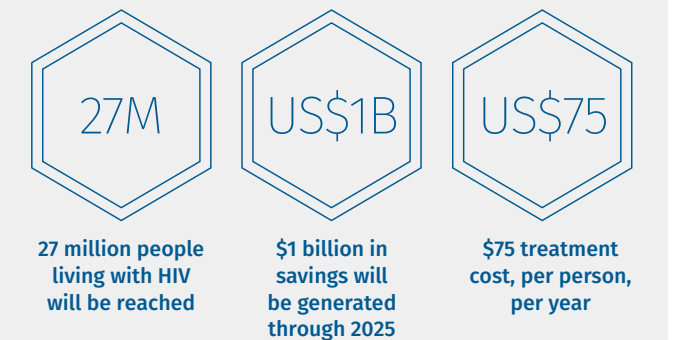 27M
27 million people
living with HIV
will be reached
US$1B
$1 billion in
savings will
be generated
through 2025
US$75
$75 treatment
cost, per person,
per year